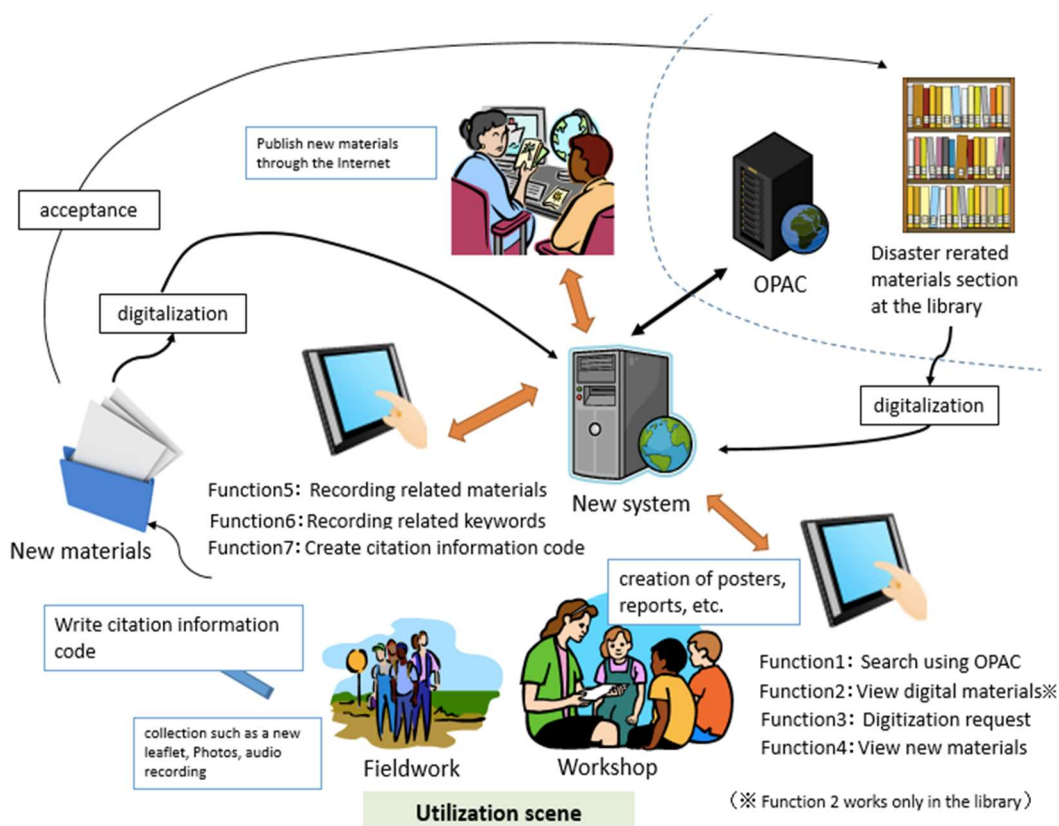 Publish new materials
through the Internet
acceptance
digitalization
OPAC
Disaster rerated
materials section
at the library
digitalization
New system
New materials
Function5: Recording related materials
Function6: Recording related keywords
Function7: Create citation information code
creation of posters,
reports, etc.
Write citation information
code
collection such as a new
leaflet, Photos, audio
recording
Fieldwork
Workshop
Function1: Search using OPAC
Function2: View digital materials※
Function3: Digitization request
Function4: View new materials
(※ Function 2 works only in the library)
Utilization scene